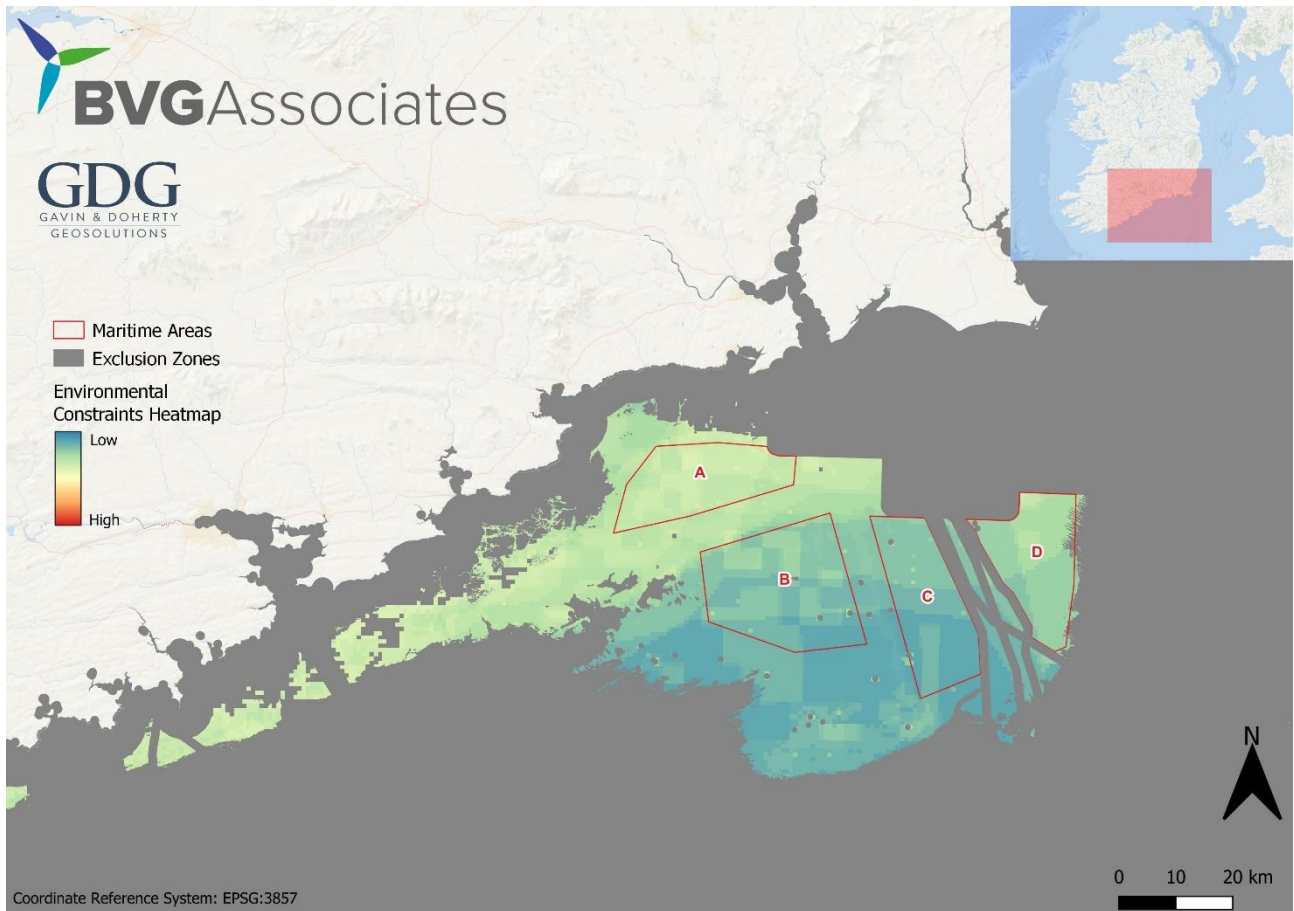 BVGAssociates
GDG
GAVIN & DOHERTY
GEOSOLUTIONS
Maritime Areas
Exclusion Zones
Environmental
Constraints Heatmap
Low
High
A
B
C
D
N
0 10 20 km
Coordinate Reference System: EPSG:3857